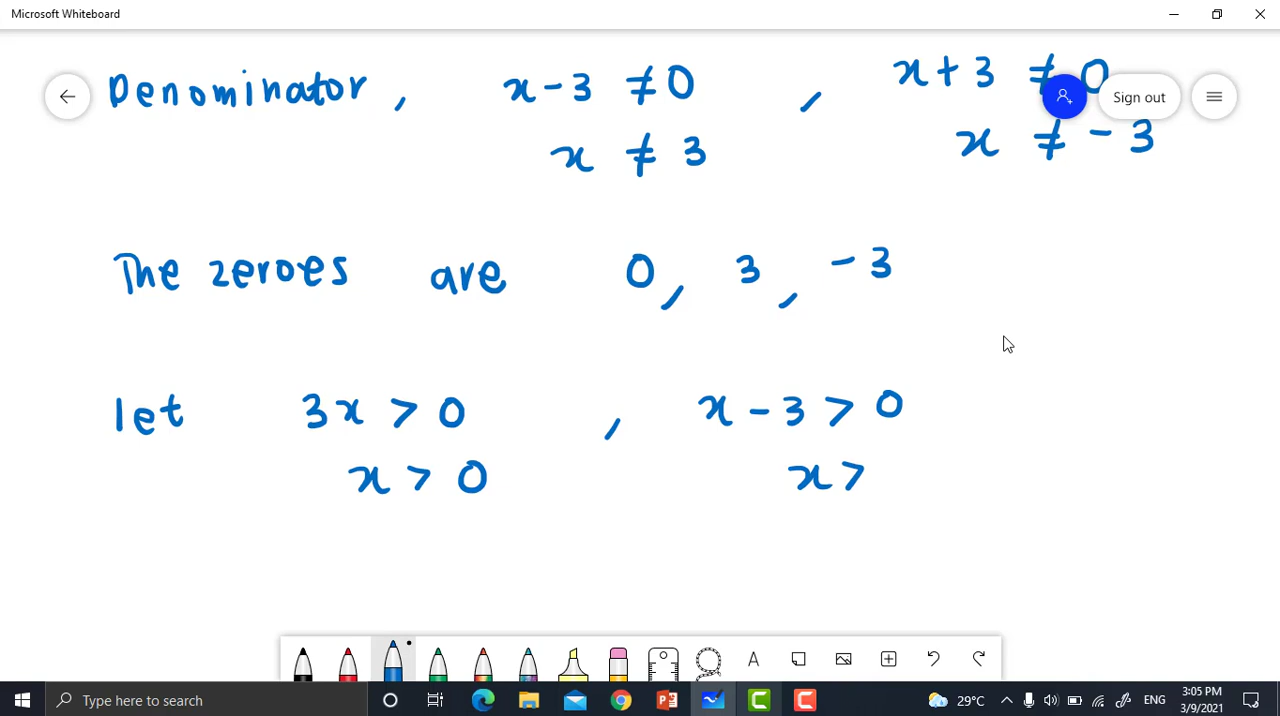 Microsoft Whiteboard
Denominator, x - 3 ≠ 0 , x + 3 ≠ 0
Sign out
x ≠ 3 x ≠ - 3
The zeroes are 0, 3, -3
let 3x > 0 , x - 3 > 0
x > 0 x >
A
Type here to search
29°C
ENG
3:05 PM
3/9/2021